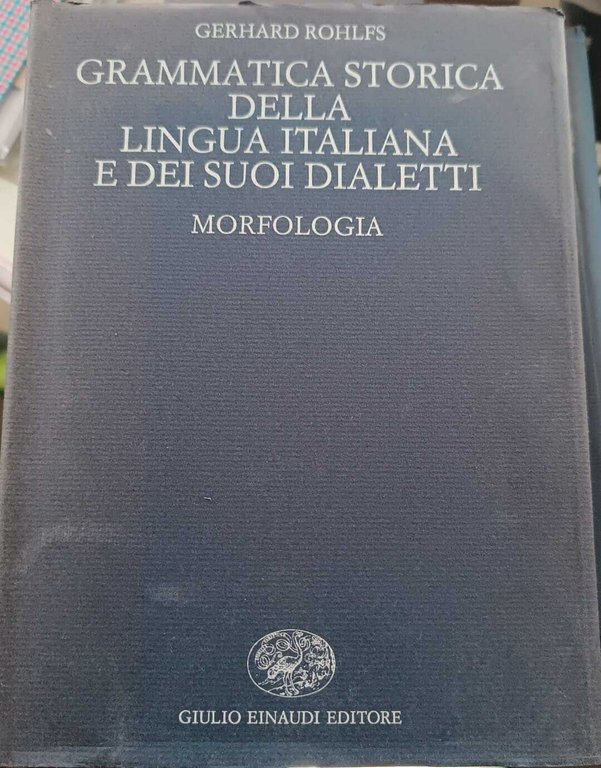 GERHARD ROHLFS
GRAMMATICA STORICA
DELLA
LINGUA ITALIANA
E DEI SUOI DIALETTI
MORFOLOGIA
GIULIO EINAUDI EDITORE